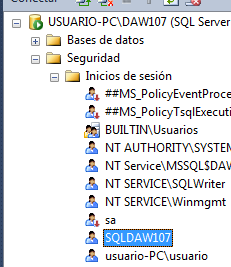 Conectar
USUARIO-PC\DAW107 (SQL Server
Bases de datos
Seguridad
Inicios de sesión
##MS_PolicyEventProce
##MS_PolicyTsqlExecuti
BUILTIN\Usuarios
NT AUTHORITY\SYSTEM
NT Service\MSSQL$DAW
NT SERVICE\SQLWriter
NT SERVICE\Winmgmt
sa
SQLDAW107
usuario-PC\usuario